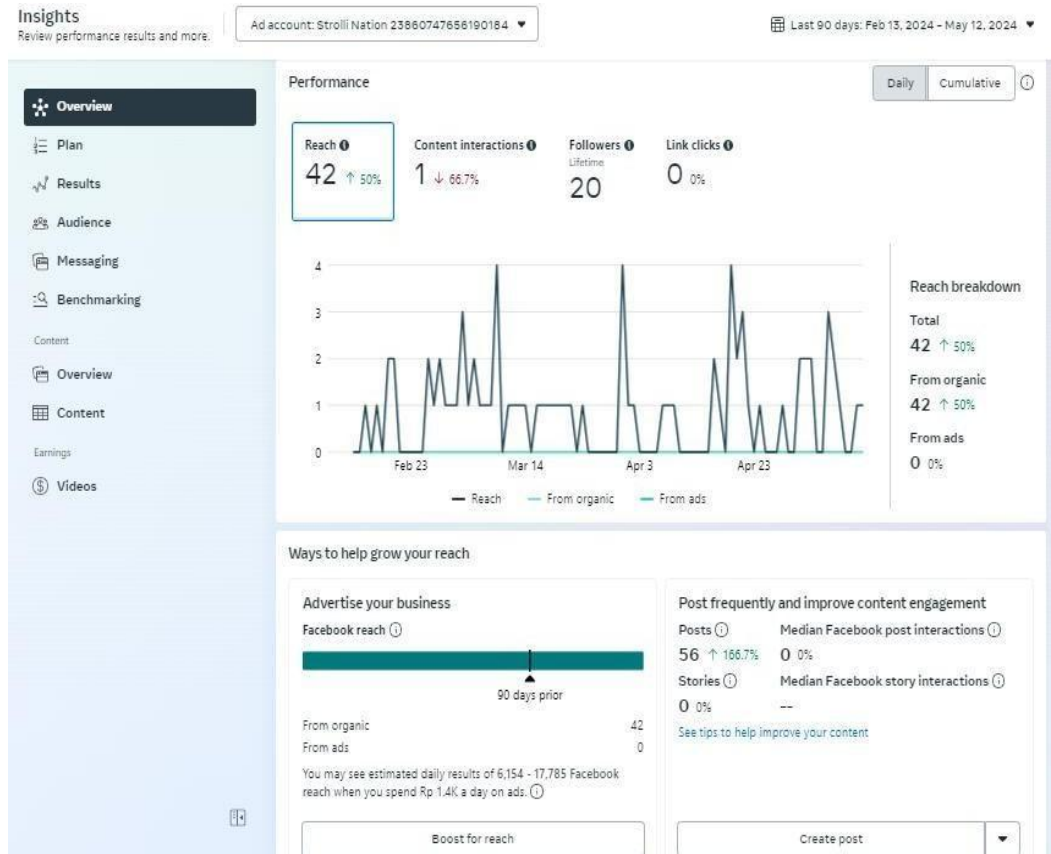 Insights
Review performance results and more.
Ad account: Strolli Nation 23860747656190184
Last 90 days: Feb 13, 2024 - May 12, 2024
Overview
Plan
Results
Audience
Messaging
Benchmarking
Content
Overview
Content
Earnings
Videos
Performance
Daily
Cumulative
Reach
42 ↑ 50%
Content interactions
1 ↓ 66.7%
Followers
Lifetime
20
Link clicks
0 0%
4
3
2
1
0
Feb 23
Mar 14
Apr 3
Apr 23
Reach
From organic
From ads
Reach breakdown
Total
42 ↑ 50%
From organic
42 ↑ 50%
From ads
0 0%
Ways to help grow your reach
Advertise your business
Facebook reach
90 days prior
From organic 42
From ads 0
You may see estimated daily results of 6,154 - 17,785 Facebook
reach when you spend Rp 1.4K a day on ads.
Boost for reach
Post frequently and improve content engagement
Posts
56 ↑ 166.7%
Median Facebook post interactions
0 0%
Stories
0 0%
Median Facebook story interactions
--
See tips to help improve your content
Create post